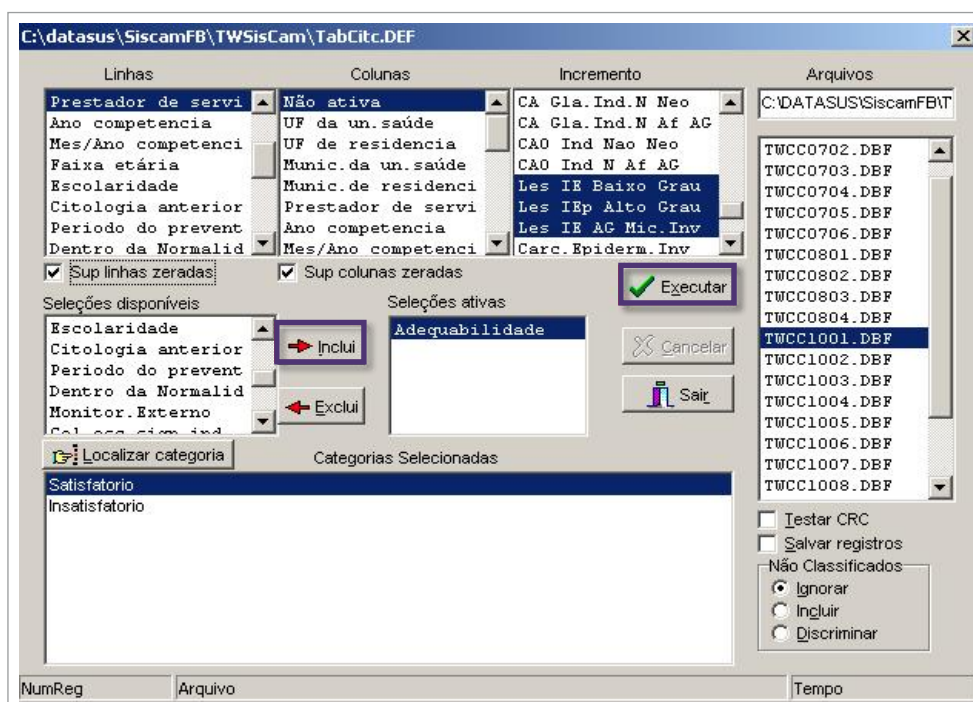 C:\datasus\SiscamFB\TWSisCam\TabCitc.DEF
Linhas
Prestador de servi
Ano competencia
Mes/Ano competenci
Faixa etária
Escolaridade
Citologia anterior
Periodo do prevent
Dentro da Normalid
Sup linhas zeradas
Colunas
Não ativa
UF da un.saúde
UF de residencia
Munic.da un.saúde
Munic.de residenci
Prestador de servi
Ano competencia
Mes/Ano competenci
Sup colunas zeradas
Incremento
CA Gla.Ind.N Neo
CA Gla.Ind.N Af AG
CAO Ind Nao Neo
CAO Ind N Af AG
Les IE Baixo Grau
Les IEp Alto Grau
Les IE AG Mic.Inv
Carc.Epiderm.Inv
Arquivos
C:\DATASUS\SiscamFB\T
TWCC0702.DBF
TWCC0703.DBF
TWCC0704.DBF
TWCC0705.DBF
TWCC0706.DBF
TWCC0801.DBF
TWCC0802.DBF
TWCC0803.DBF
TWCC0804.DBF
TWCC1001.DBF
TWCC1002.DBF
TWCC1003.DBF
TWCC1004.DBF
TWCC1005.DBF
TWCC1006.DBF
TWCC1007.DBF
TWCC1008.DBF
Seleções disponíveis
Escolaridade
Citologia anterior
Periodo do prevent
Dentro da Normalid
Monitor.Externo
Cel esc sign ind
Inclui
Exclui
Seleções ativas
Adequabilidade
Executar
Cancelar
Sair
Localizar categoria
Categorias Selecionadas
Satisfatorio
Insatisfatorio
Testar CRC
Salvar registros
Não Classificados
Ignorar
Incluir
Discriminar
NumReg
Arquivo
Tempo